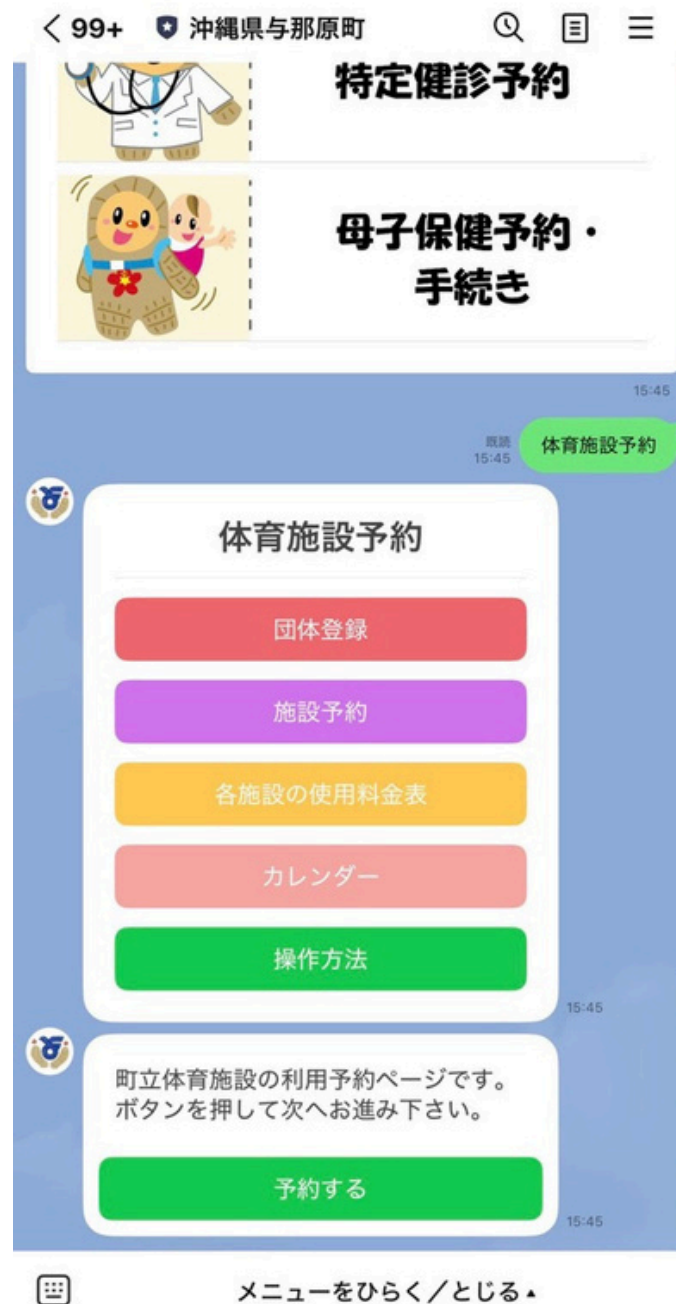 99+ 沖縄県与那原町
特定健診予約
母子保健予約・
手続き
15:45
既読
15:45
体育施設予約
体育施設予約
団体登録
施設予約
各施設の使用料金表
カレンダー
操作方法
15:45
町立体育施設の利用予約ページです。
ボタンを押して次へお進み下さい。
予約する
15:45
メニューをひらく/とじる▲